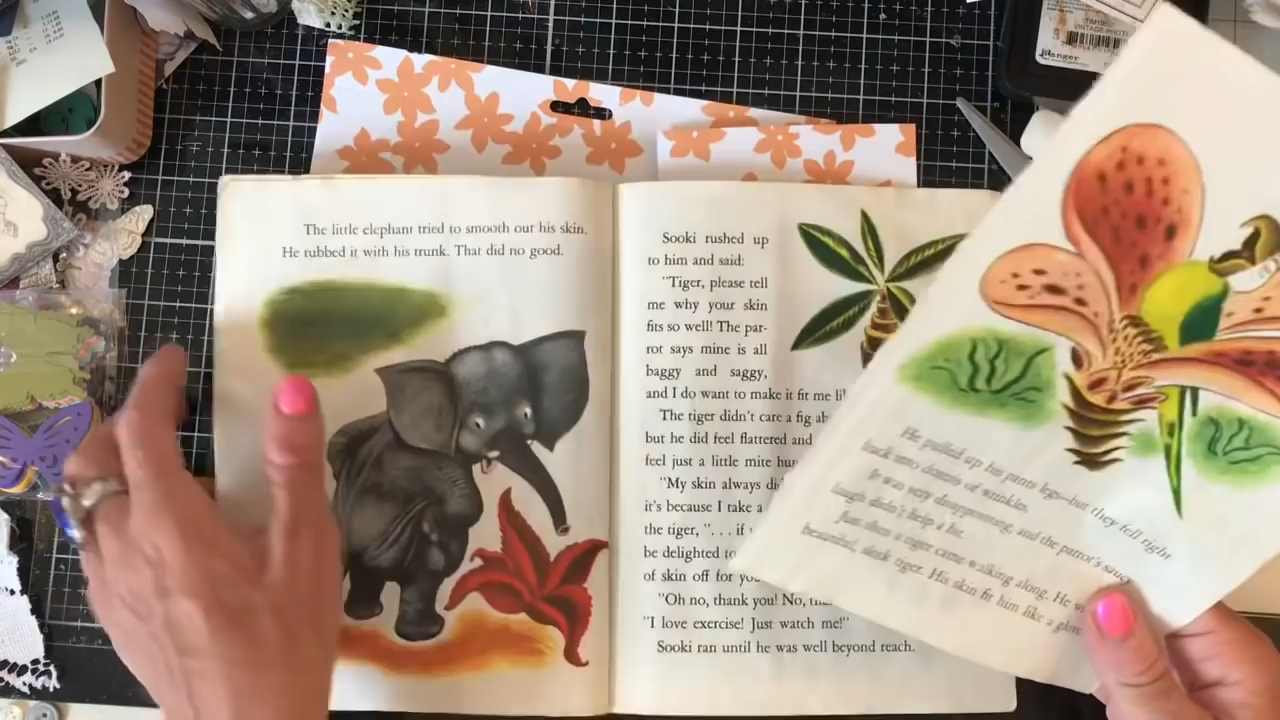 The little elephant tried to smooth out his skin.
He rubbed it with his trunk. That did no good.
Sooki rushed up
to him and said:
"Tiger, please tell
me why your skin
fits so well! The par-
rot says mine is all
baggy and saggy,
and I do want to make it fit me
The tiger didn't care a fig
but he did feel flattered and
feel just a little mite
"My skin always
it's because I take a
the tiger, ". . . if
be delighted to
of skin off for
"Oh no, thank you! No,
"I love exercise! Just watch me!"
Sooki ran until he was well beyond reach.
He pulled up his pants legs—but they fell right
back into dozens of wrinkles.
It was very disappointing, and the parrot's saucy
laugh didn't help a bit.
Just then a tiger came walking along. He
beautiful, sleek tiger. His skin fit him like a glove
VINTAGE PHOTO
Ranger